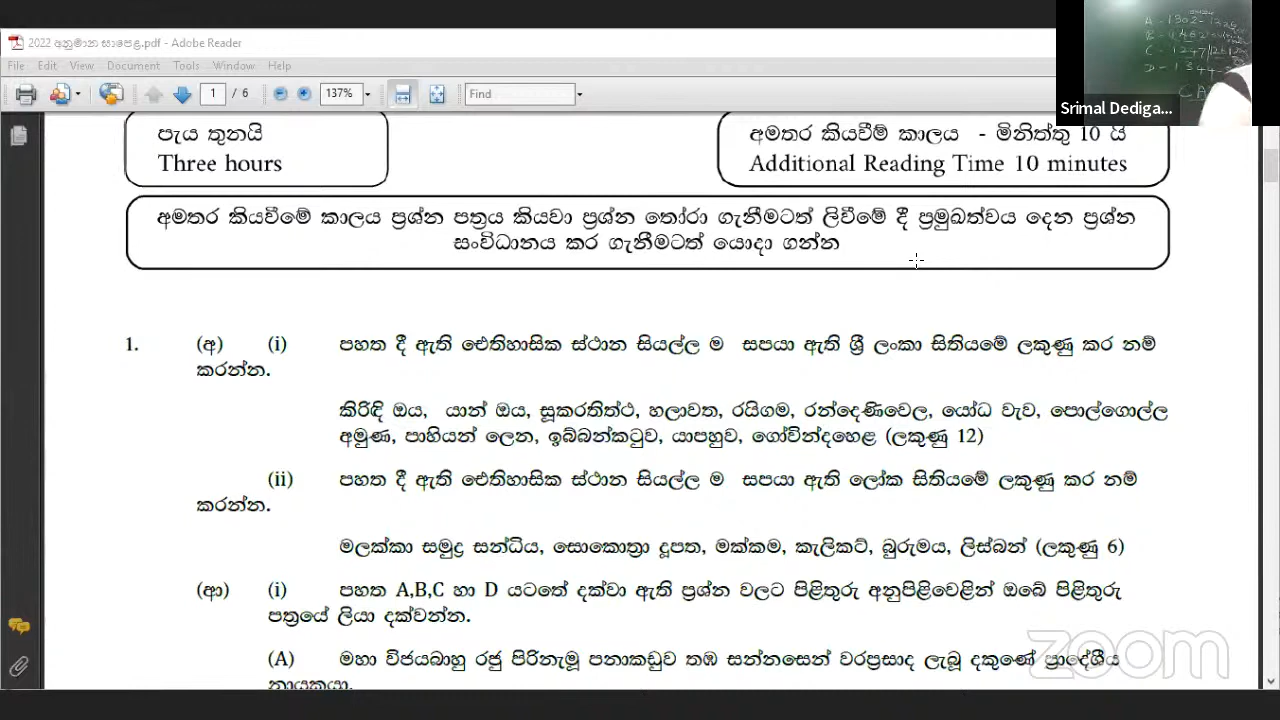 2022 අනුමාන සාපෙළ.pdf - Adobe Reader
File Edit View Document Tools Window Help
1 / 6 137% Find
A - 1302 -
C - 1247
D - 1344
CA
Srimal Dediga...
පැය තුනයි
Three hours
අමතර කියවීම් කාලය - මිනිත්තු 10 යි
Additional Reading Time 10 minutes
අමතර කියවීමේ කාලය ප්‍රශ්න පත්‍රය කියවා ප්‍රශ්න තෝරා ගැනීමටත් ලිවීමේ දී ප්‍රමුඛත්වය දෙන ප්‍රශ්න
සංවිධානය කර ගැනීමටත් යොදා ගන්න
1. (අ) (i) පහත දී ඇති ඓතිහාසික ස්ථාන සියල්ල ම සපයා ඇති ශ්‍රී ලංකා සිතියමේ ලකුණු කර නම්
කරන්න.
කිරිඳි ඔය, යාන් ඔය, සූකරතිත්ථ, හලාවත, රයිගම, රන්දෙණිවෙල, යෝධ වැව, පොල්ගොල්ල
අමුණ, පාහියන් ලෙන, ඉබ්බන්කටුව, යාපහුව, ගෝවින්දහෙළ (ලකුණු 12)
(ii) පහත දී ඇති ඓතිහාසික ස්ථාන සියල්ල ම සපයා ඇති ලෝක සිතියමේ ලකුණු කර නම්
කරන්න.
මලක්කා සමුද්‍ර සන්ධිය, සොකොත්‍රා දූපත, මක්කම, කැලිකට්, බුරුමය, ලිස්බන් (ලකුණු 6)
(ආ) (i) පහත A,B,C හා D යටතේ දක්වා ඇති ප්‍රශ්න වලට පිළිතුරු අනුපිළිවෙළින් ඔබේ පිළිතුරු
පත්‍රයේ ලියා දක්වන්න.
(A) මහා විජයබාහු රජු පිරිනැමූ පනාකඩුව තඹ සන්නසෙන් වරප්‍රසාද ලැබූ දකුණේ ප්‍රාදේශීය
නායකයා.
zoom